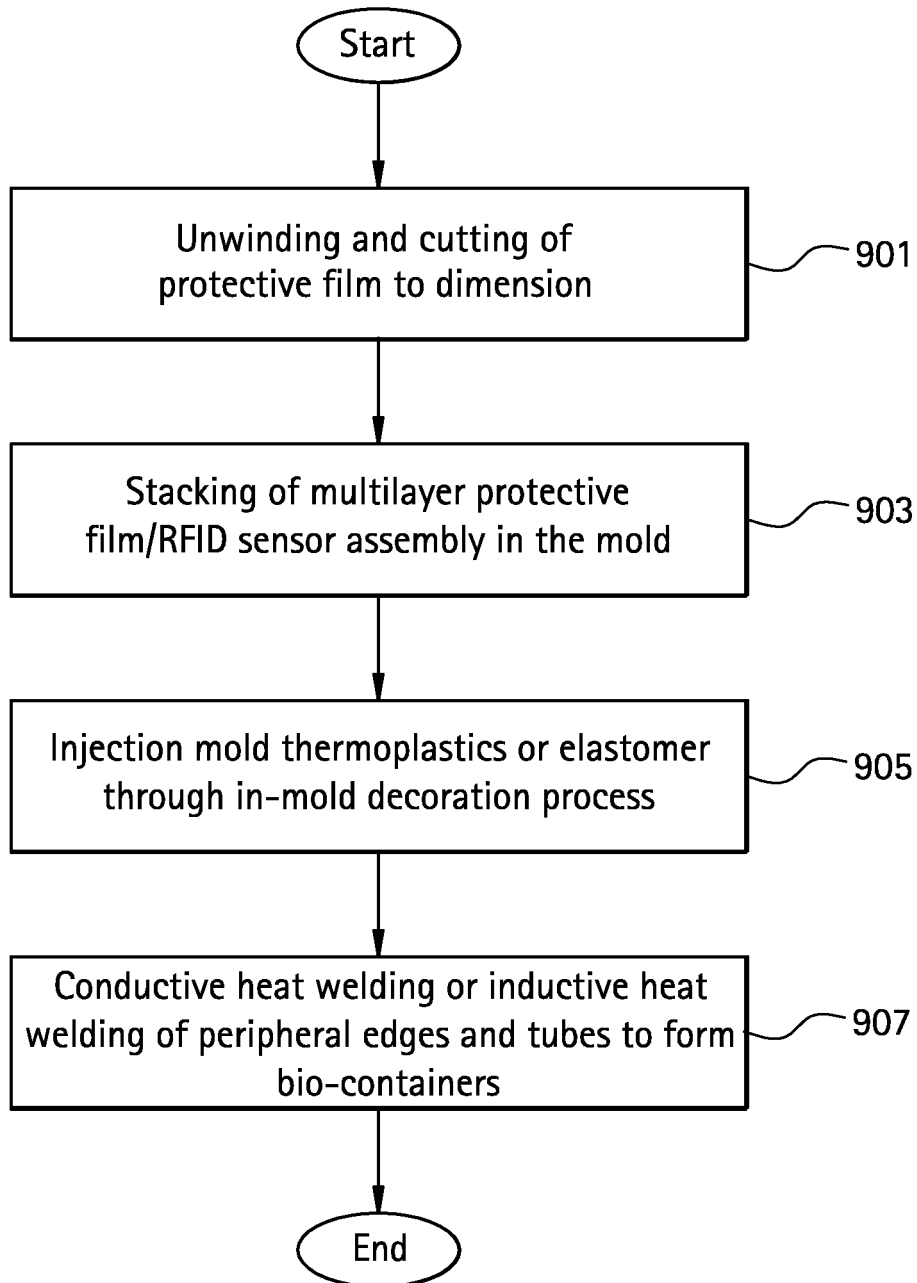 Start
Unwinding and cutting of
protective film to dimension
901
Stacking of multilayer protective
film/RFID sensor assembly in the mold
903
Injection mold thermoplastics or elastomer
through in-mold decoration process
905
Conductive heat welding or inductive heat
welding of peripheral edges and tubes to form
bio-containers
907
End